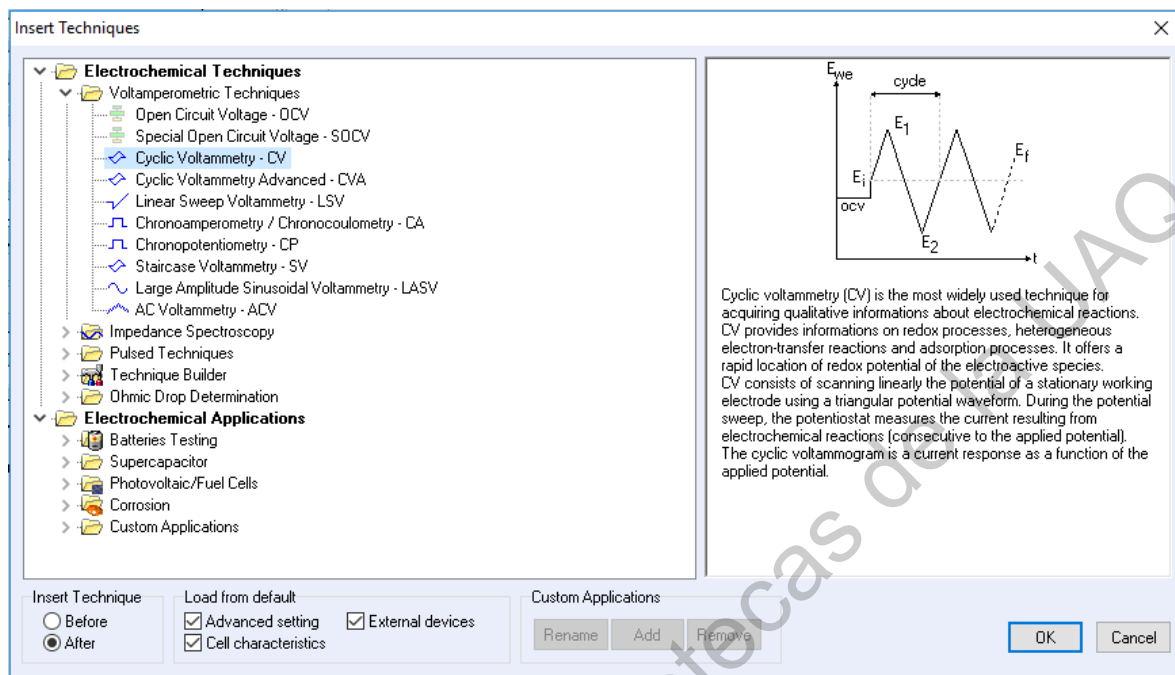 Insert Techniques
Electrochemical Techniques
Voltamperometric Techniques
Open Circuit Voltage - OCV
Special Open Circuit Voltage - SOCV
Cyclic Voltammetry - CV
Cyclic Voltammetry Advanced - CVA
Linear Sweep Voltammetry - LSV
Chronoamperometry / Chronocoulometry - CA
Chronopotentiometry - CP
Staircase Voltammetry - SV
Large Amplitude Sinusoidal Voltammetry - LASV
AC Voltammetry - ACV
Impedance Spectroscopy
Pulsed Techniques
Technique Builder
Ohmic Drop Determination
Electrochemical Applications
Batteries Testing
Supercapacitor
Photovoltaic/Fuel Cells
Corrosion
Custom Applications
Ewe
cycle
E1
Ef
Ei
ocv
E2
t
Cyclic voltammetry (CV) is the most widely used technique for
acquiring qualitative informations about electrochemical reactions.
CV provides informations on redox processes, heterogeneous
electron-transfer reactions and adsorption processes. It offers a
rapid location of redox potential of the electroactive species.
CV consists of scanning linearly the potential of a stationary working
electrode using a triangular potential waveform. During the potential
sweep, the potentiostat measures the current resulting from
electrochemical reactions (consecutive to the applied potential).
The cyclic voltammogram is a current response as a function of the
applied potential.
Insert Technique
Before
After
Load from default
Advanced setting
External devices
Cell characteristics
Custom Applications
Rename
Add
Remove
OK
Cancel
tecas de la UAQ